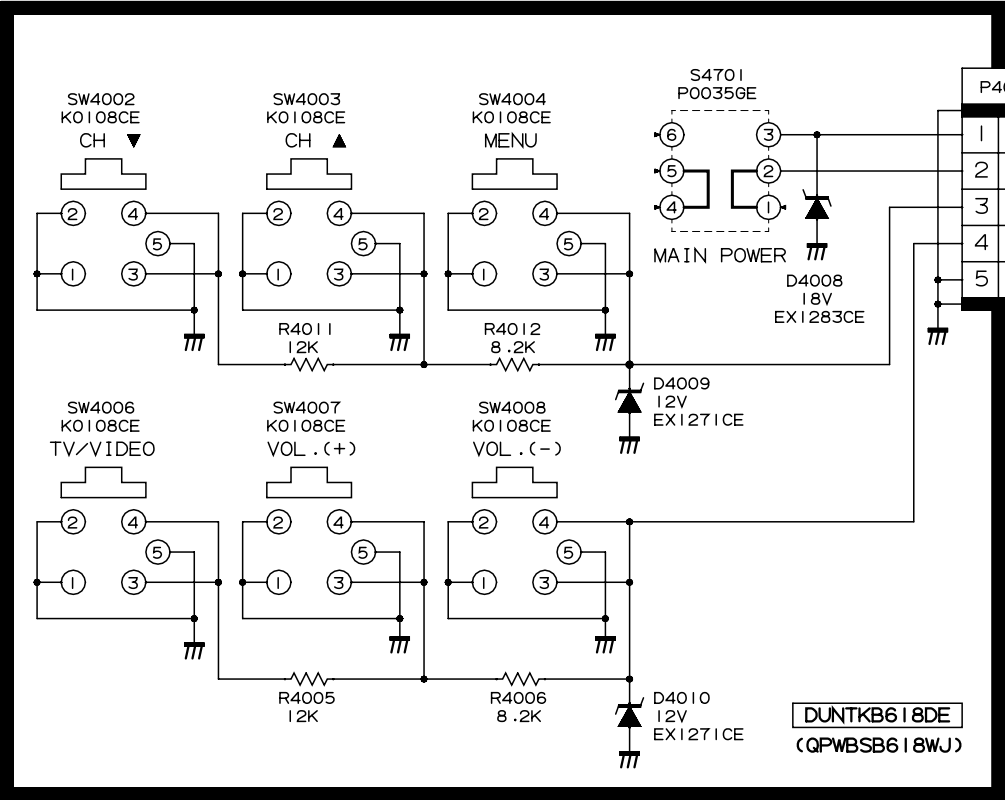 SW4002
K0108CE
CH ▼
2
4
5
1
3
SW4003
K0108CE
CH ▲
2
4
5
1
3
SW4004
K0108CE
MENU
2
4
5
1
3
S4701
P0035GE
6
3
5
2
4
1
MAIN POWER
D4008
18V
EX1283CE
1
2
3
4
5
R4011
12K
R4012
8.2K
D4009
12V
EX1271CE
SW4006
K0108CE
TV/VIDEO
2
4
5
1
3
SW4007
K0108CE
VOL.(+)
2
4
5
1
3
SW4008
K0108CE
VOL.(-)
2
4
5
1
3
R4005
12K
R4006
8.2K
D4010
12V
EX1271CE
DUNTKB618DE
(QPWBSB618WJ)